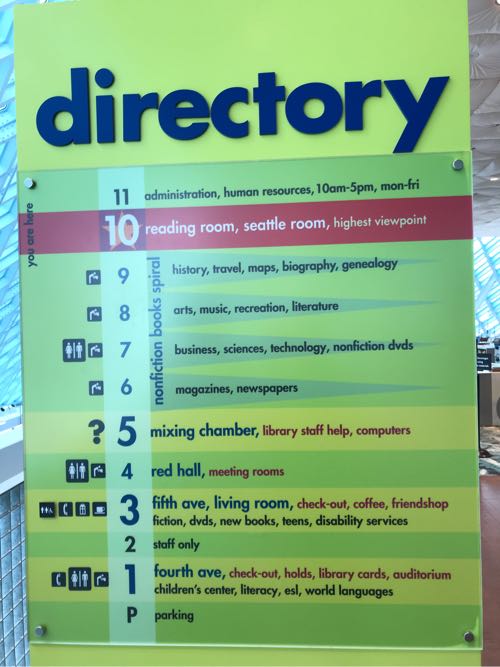 directory
11 administration, human resources, 10am-5pm, mon-fri
you are here
10 reading room, seattle room, highest viewpoint
nonfiction books spiral
9 history, travel, maps, biography, genealogy
8 arts, music, recreation, literature
7 business, sciences, technology, nonfiction dvds
6 magazines, newspapers
? 5 mixing chamber, library staff help, computers
4 red hall, meeting rooms
3 fifth ave, living room, check-out, coffee, friendshop
fiction, dvds, new books, teens, disability services
2 staff only
1 fourth ave, check-out, holds, library cards, auditorium
children's center, literacy, esl, world languages
P parking